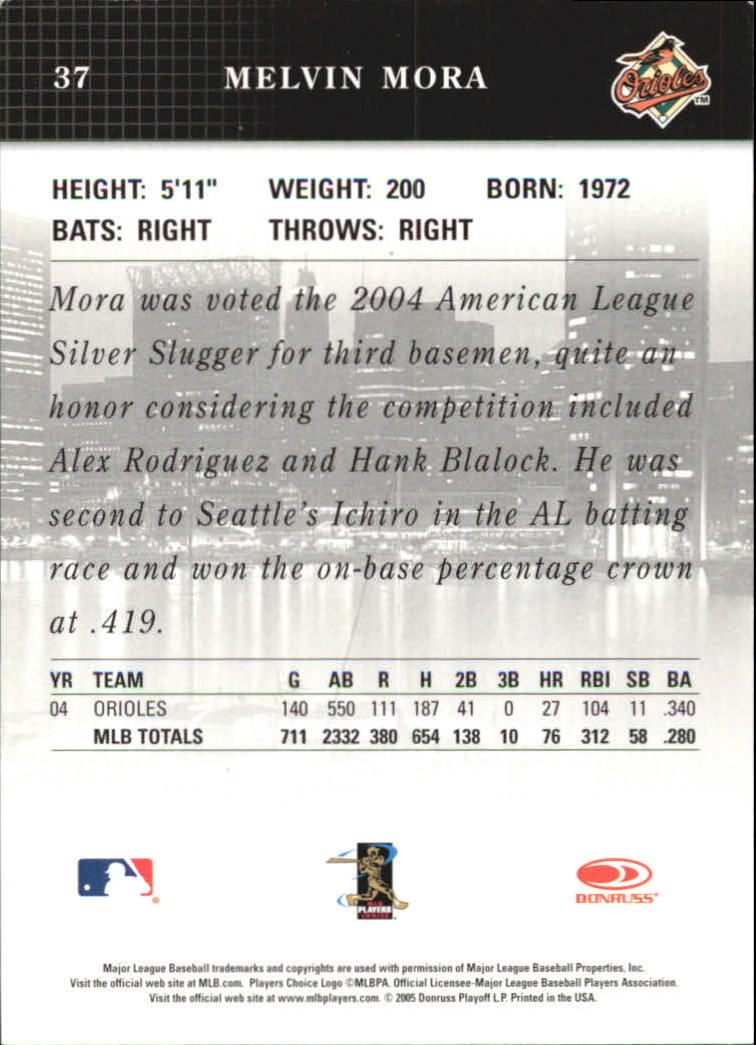 37 MELVIN MORA Orioles TM
HEIGHT: 5'11" WEIGHT: 200 BORN: 1972
BATS: RIGHT THROWS: RIGHT
Mora was voted the 2004 American League
Silver Slugger for third basemen, quite an
honor considering the competition included
Alex Rodriguez and Hank Blalock. He was
second to Seattle's Ichiro in the AL batting
race and won the on-base percentage crown
at .419.
YR TEAM G AB R H 2B 3B HR RBI SB BA
04 ORIOLES 140 550 111 187 41 0 27 104 11 .340
MLB TOTALS 711 2332 380 654 138 10 76 312 58 .280
MLB
PLAYERS
CHOICE
DONRUSS
Major League Baseball trademarks and copyrights are used with permission of Major League Baseball Properties, Inc.
Visit the official web site at MLB.com. Players Choice Logo ©MLBPA. Official Licensee-Major League Baseball Players Association.
Visit the official web site at www.mlbplayers.com. © 2005 Donruss Playoff L.P. Printed in the USA.